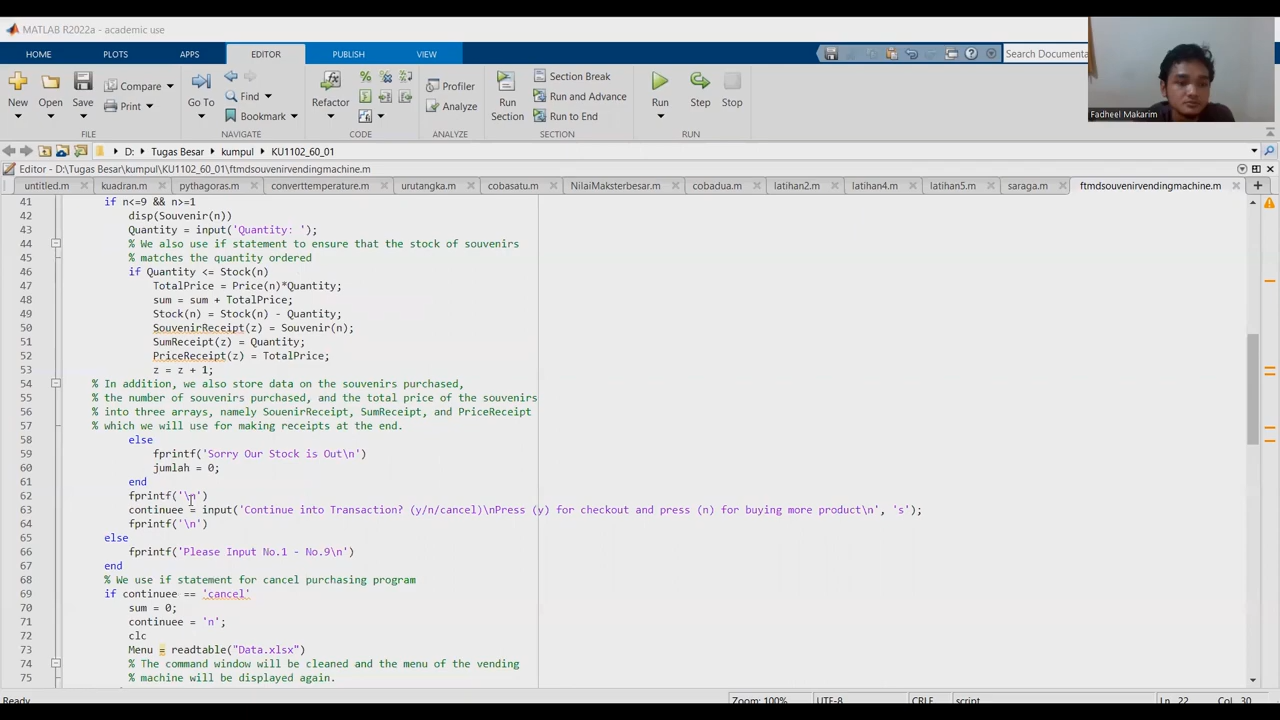 MATLAB R2022a - academic use
HOME PLOTS APPS EDITOR PUBLISH VIEW Search Documenta
New Open Save Compare Print Go To Find Bookmark Refactor Profiler Analyze Run Section Section Break Run and Advance Run to End Run Step Stop
FILE NAVIGATE CODE ANALYZE SECTION RUN
Fadheel Makarim
D: Tugas Besar kumpul KU1102_60_01
Editor - D:\Tugas Besar\kumpul\KU1102_60_01\ftmdsouvenirvendingmachine.m
untitled.m kuadran.m pythagoras.m converttemperature.m urutangka.m cobasatu.m NilaiMaksterbesar.m cobadua.m latihan2.m latihan4.m latihan5.m saraga.m ftmdsouvenirvendingmachine.m
41 if n<=9 && n>=1
42 disp(Souvenir(n))
43 Quantity = input('Quantity: ');
44 % We also use if statement to ensure that the stock of souvenirs
45 % matches the quantity ordered
46 if Quantity <= Stock(n)
47 TotalPrice = Price(n)*Quantity;
48 sum = sum + TotalPrice;
49 Stock(n) = Stock(n) - Quantity;
50 SouvenirReceipt(z) = Souvenir(n);
51 SumReceipt(z) = Quantity;
52 PriceReceipt(z) = TotalPrice;
53 z = z + 1;
54 % In addition, we also store data on the souvenirs purchased,
55 % the number of souvenirs purchased, and the total price of the souvenirs
56 % into three arrays, namely SouenirReceipt, SumReceipt, and PriceReceipt
57 % which we will use for making receipts at the end.
58 else
59 fprintf('Sorry Our Stock is Out\n')
60 jumlah = 0;
61 end
62 fprintf('\n')
63 continuee = input('Continue into Transaction? (y/n/cancel)\nPress (y) for checkout and press (n) for buying more product\n', 's');
64 fprintf('\n')
65 else
66 fprintf('Please Input No.1 - No.9\n')
67 end
68 % We use if statement for cancel purchasing program
69 if continuee == 'cancel'
70 sum = 0;
71 continuee = 'n';
72 clc
73 Menu = readtable("Data.xlsx")
74 % The command window will be cleaned and the menu of the vending
75 % machine will be displayed again.
Ready Zoom: 100% UTF-8 CRLF script Ln 22 Col 30